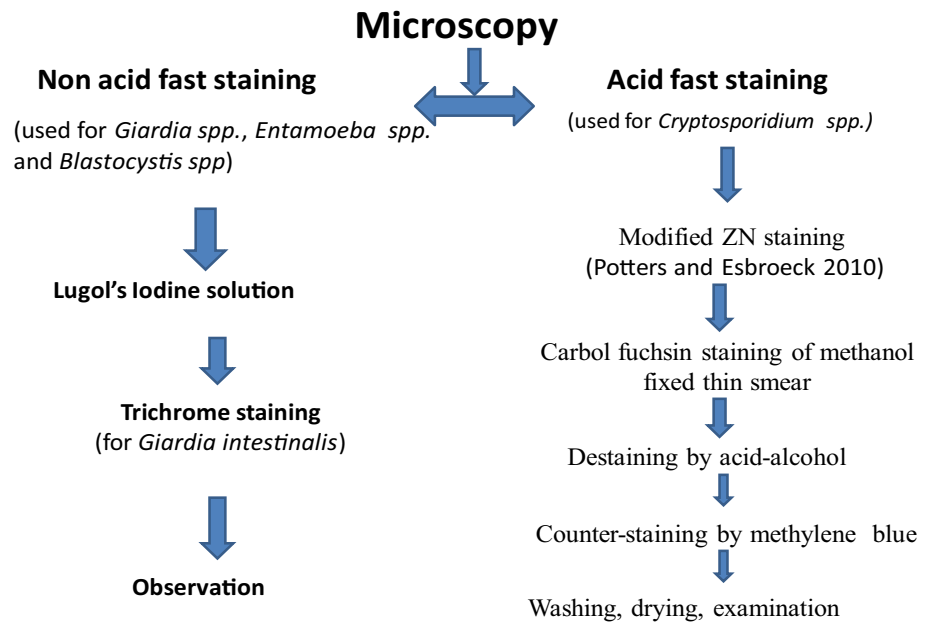 Microscopy
Non acid fast staining
(used for Giardia spp., Entamoeba spp.
and Blastocystis spp)
Lugol's Iodine solution
Trichrome staining
(for Giardia intestinalis)
Observation
Acid fast staining
(used for Cryptosporidium spp.)
Modified ZN staining
(Potters and Esbroeck 2010)
Carbol fuchsin staining of methanol
fixed thin smear
Destaining by acid-alcohol
Counter-staining by methylene blue
Washing, drying, examination